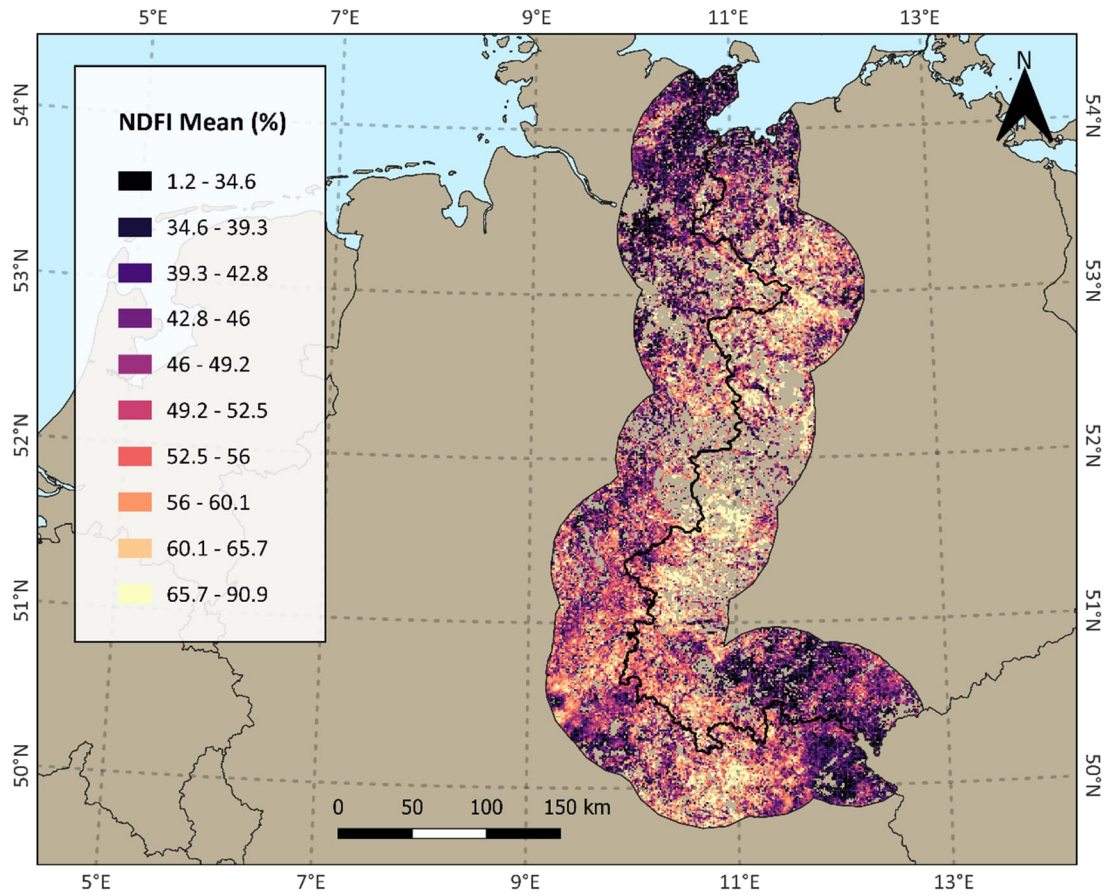 5°E 7°E 9°E 11°E 13°E
N
54°N 54°N
NDFI Mean (%)
1.2 - 34.6
34.6 - 39.3
53°N 53°N
39.3 - 42.8
42.8 - 46
46 - 49.2
49.2 - 52.5
52°N 52°N
52.5 - 56
56 - 60.1
60.1 - 65.7
65.7 - 90.9
51°N 51°N
50°N 50°N
0 50 100 150 km
5°E 7°E 9°E 11°E 13°E